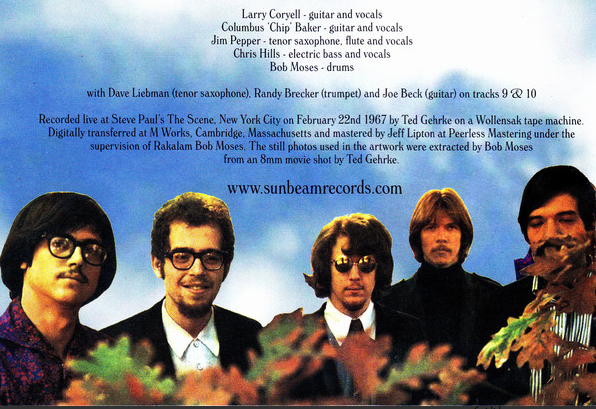 Larry Coryell - guitar and vocals
Columbus 'Chip' Baker - guitar and vocals
Jim Pepper - tenor saxophone, flute and vocals
Chris Hills - electric bass and vocals
Bob Moses - drums
with Dave Liebman (tenor saxophone), Randy Brecker (trumpet) and Joe Beck (guitar) on tracks 9 & 10
Recorded live at Steve Paul's The Scene, New York City on February 22nd 1967 by Ted Gehrke on a Wollensak tape machine.
Digitally transferred at M Works, Cambridge, Massachusetts and mastered by Jeff Lipton at Peerless Mastering under the
supervision of Rakalam Bob Moses. The still photos used in the artwork were extracted by Bob Moses
from an 8mm movie shot by Ted Gehrke.
www.sunbeamrecords.com